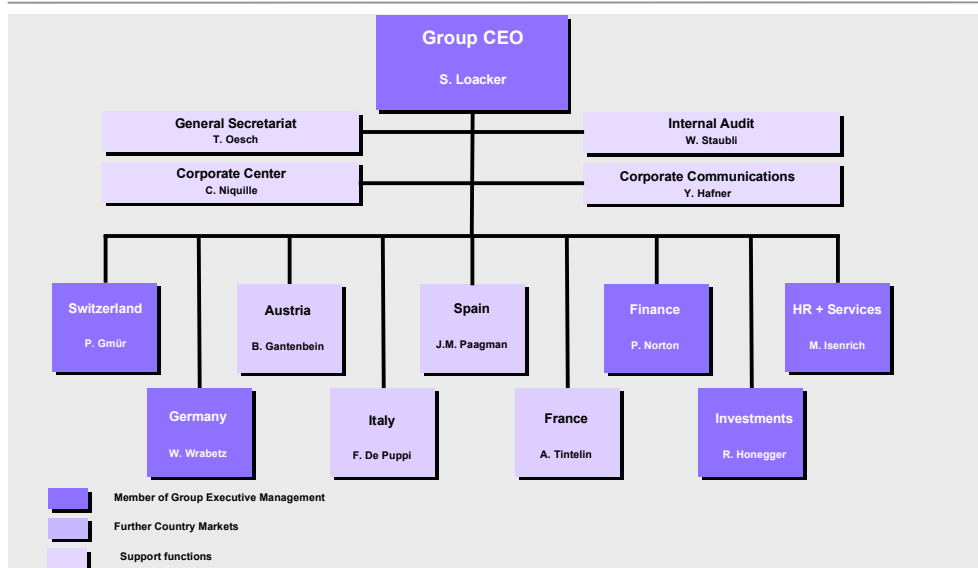 Group CEO
S. Loacker
General Secretariat
T. Oesch
Internal Audit
W. Staubli
Corporate Center
C. Niquille
Corporate Communications
Y. Hafner
Switzerland
P. Gmür
Austria
B. Gantenbein
Spain
J.M. Paagman
Finance
P. Norton
HR + Services
M. Isenrich
Germany
W. Wrabetz
Italy
F. De Puppi
France
A. Tintelin
Investments
R. Honegger
Member of Group Executive Management
Further Country Markets
Support functions